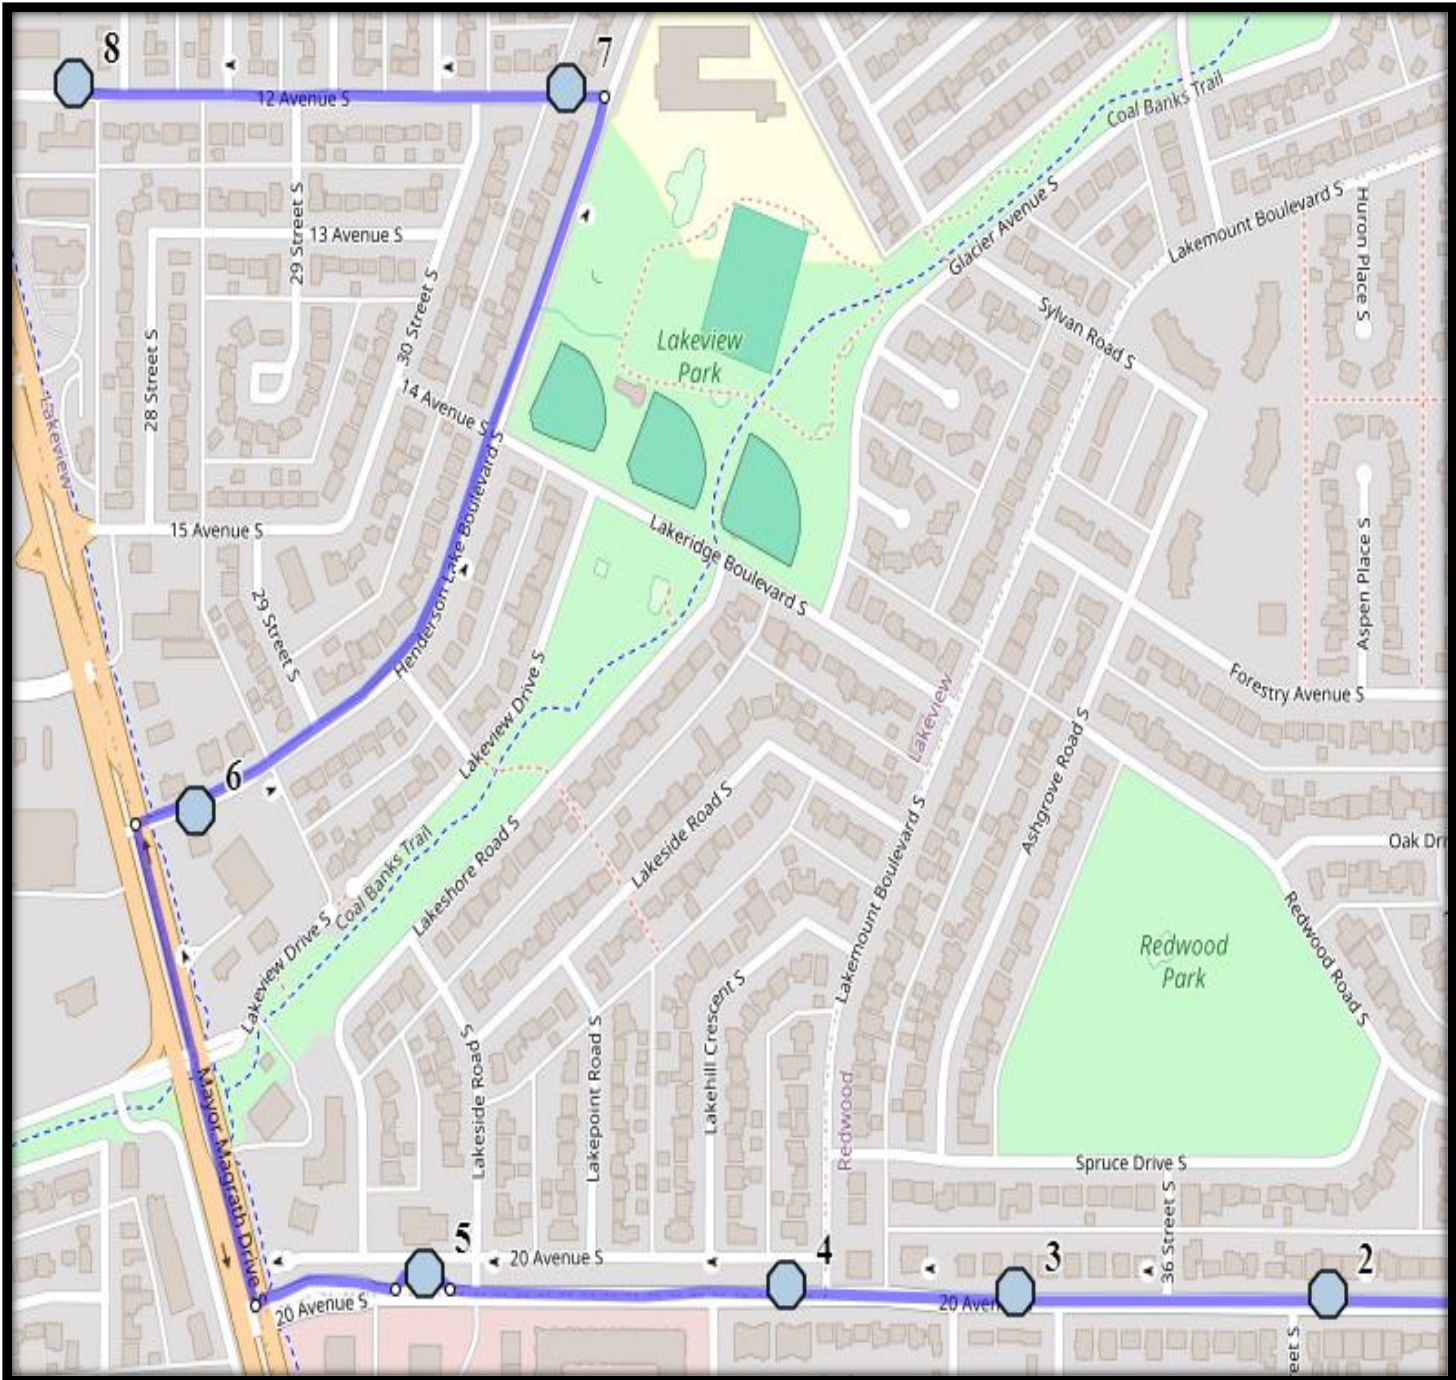 8
7
12 Avenue S
Coal Banks Trail
29 Street S
13 Avenue S
Glacier Avenue S
Lakemount Boulevard S
Huron Place S
30 Street S
Sylvan Road S
28 Street S
Lakeview
Park
Lakeview
14 Avenue S
15 Avenue S
Henderson Lake Boulevard S
Lakeridge Boulevard S
Aspen Place S
29 Street S
Lakeview Drive S
Lakeview
Forestry Avenue S
6
Lakeside Road S
Ashgrove Road S
Oak Dri
Coal Banks Trail
Lakeshore Road S
Lakemount Boulevard S
Redwood
Park
Redwood Road S
Lakeview Drive S
Lakehill Crescent S
Lakeside Road S
Lakepoint Road S
Mayor Magrath Drive S
Redwood
Spruce Drive S
36 Street S
5
20 Avenue S
4
3
2
20 Avenue S
20 Aven
eet S